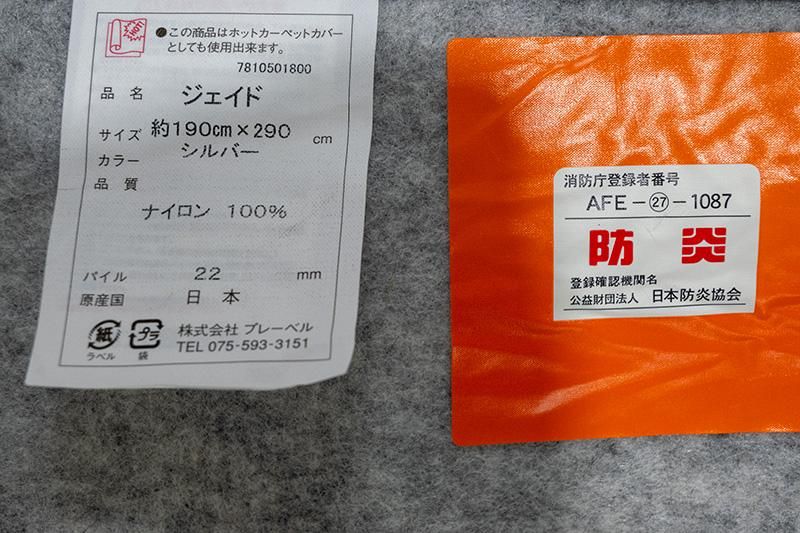 HOT!
●この商品はホットカーペットカバー
としても使用出来ます。
7810501800
品名 ジェイド
サイズ 約190cm×290 cm
カラー シルバー
品質
ナイロン 100%
パイル 22 mm
原産国 日本
紙 プラ 株式会社 プレーベル
ラベル 袋 TEL 075-593-3151
消防庁登録者番号
AFE-㉗-1087
防炎
登録確認機関名
公益財団法人 日本防炎協会